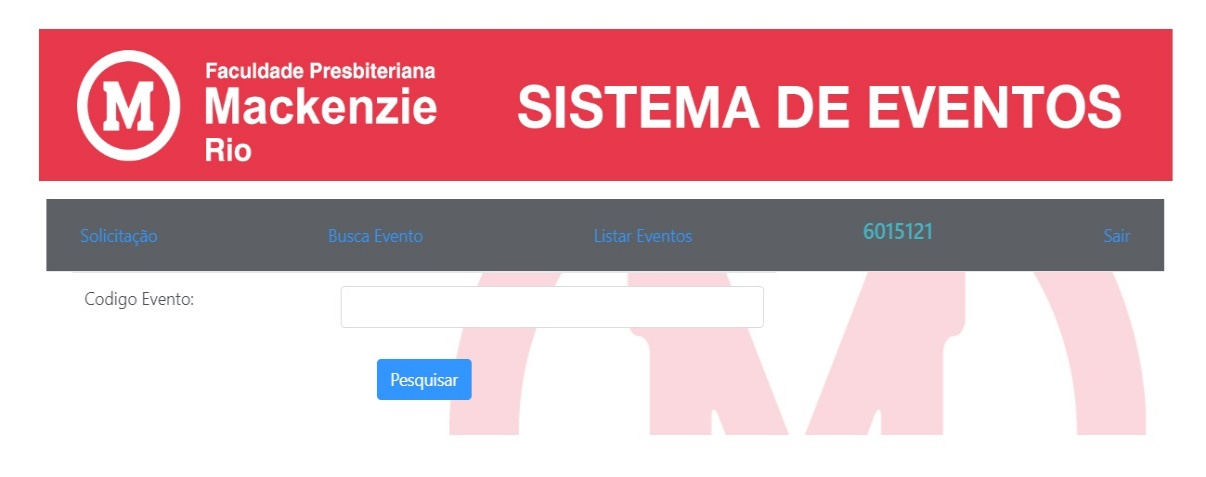 M
Faculdade Presbiteriana
Mackenzie
Rio
SISTEMA DE EVENTOS
Solicitação Busca Evento Listar Eventos 6015121 Sair
Codigo Evento:
Pesquisar